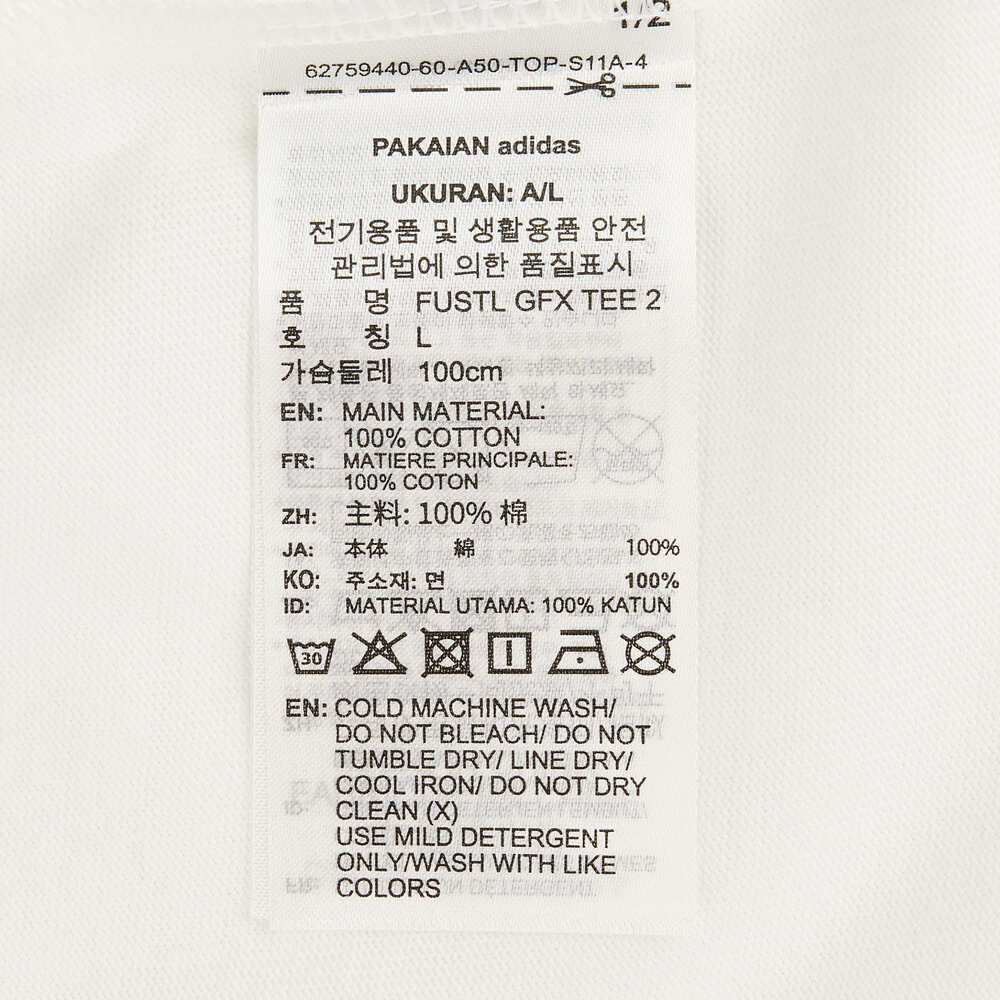 1/2
62759440-60-A50-TOP-S11A-4
PAKAIAN adidas
UKURAN: A/L
전기용품 및 생활용품 안전
관리법에 의한 품질표시
품 명 FUSTL GFX TEE 2
호 칭 L
가슴둘레 100cm
EN: MAIN MATERIAL:
100% COTTON
FR: MATIERE PRINCIPALE:
100% COTON
ZH: 主料: 100% 棉
JA: 本体 綿 100%
KO: 주소재: 면 100%
ID: MATERIAL UTAMA: 100% KATUN
30
EN: COLD MACHINE WASH/
DO NOT BLEACH/ DO NOT
TUMBLE DRY/ LINE DRY/
COOL IRON/ DO NOT DRY
CLEAN (X)
USE MILD DETERGENT
ONLY/WASH WITH LIKE
COLORS